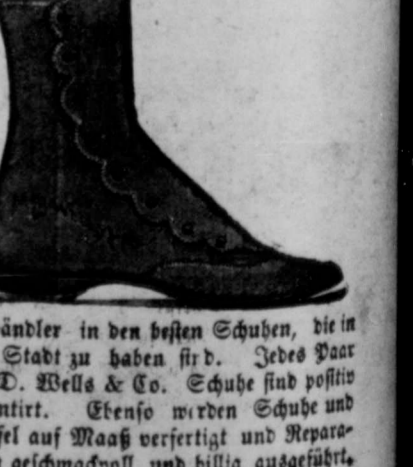 ändler in den besten Schuhen, die in
Stadt zu haben sird. Jedes Paar
D. Wells & Co. Schuhe sind positiv
ntirt. Ebenso werden Schuhe und
fel auf Maaß verfertigt und Repara-
geschmackvoll und billig ausgeführt.